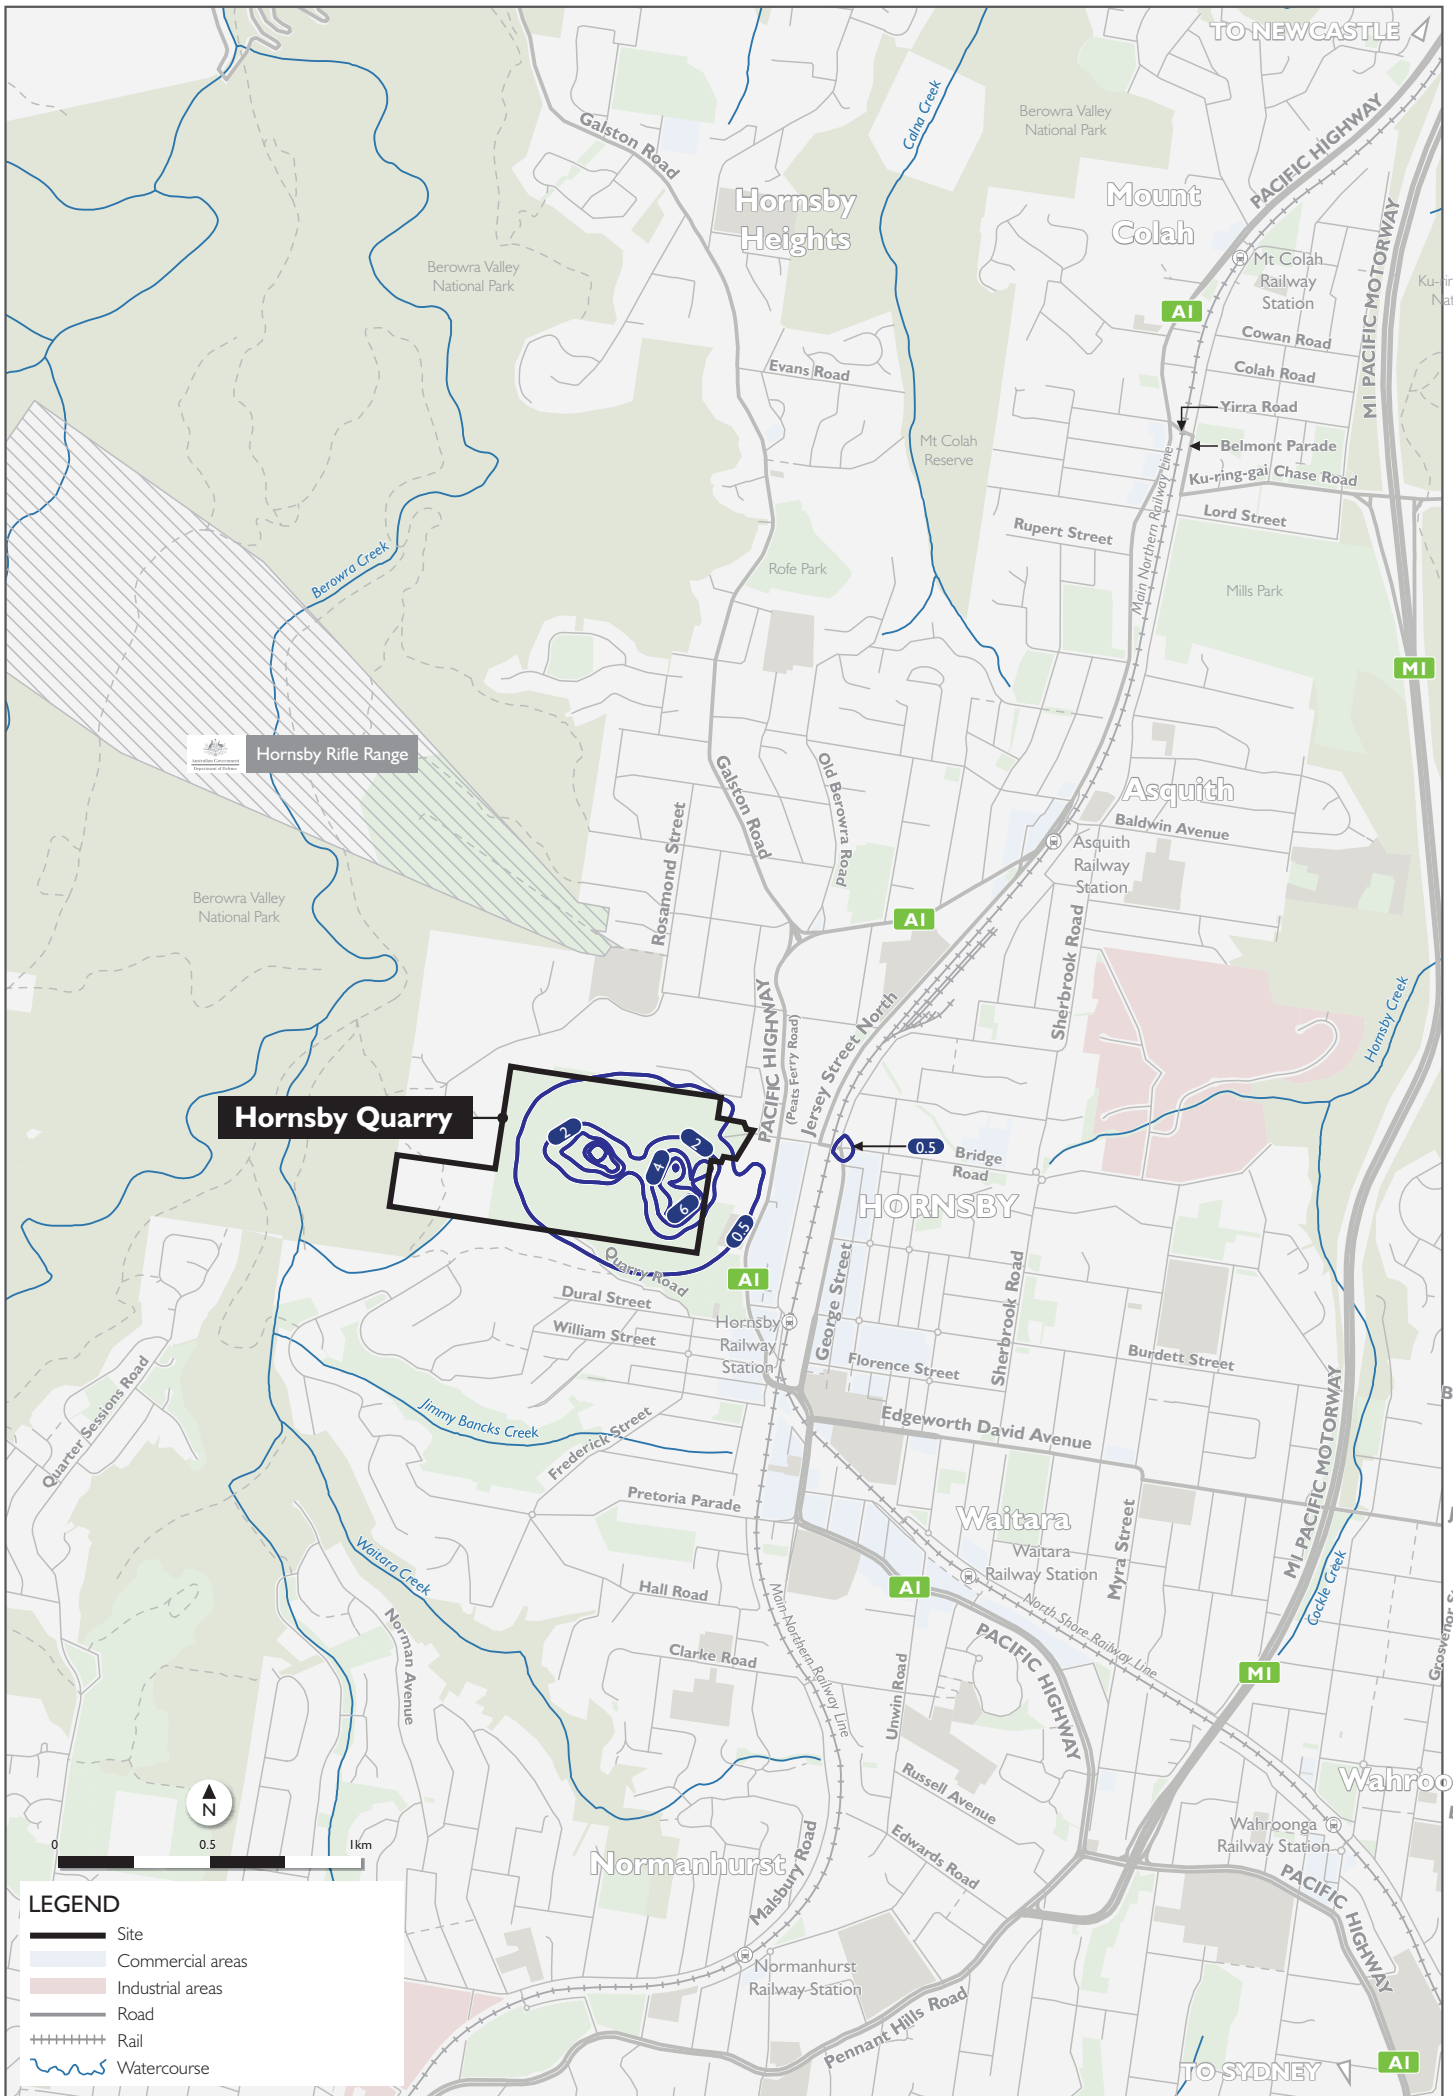 TO NEWCASTLE
PACIFIC HIGHWAY
Galston Road
Calna Creek
Berowra Valley
National Park
Hornsby
Heights
Mount
Colah
Mt Colah
Railway
Station
M1 PACIFIC MOTORWAY
Berowra Valley
National Park
A1
Cowan Road
Evans Road
Colah Road
Yirra Road
Belmont Parade
Mt Colah
Reserve
Ku-ring-gai Chase Road
Lord Street
Rupert Street
Main Northern Railway Line
Berowra Creek
Rofe Park
Mills Park
M1
Australian Government
Department of Defence
Hornsby Rifle Range
Galston Road
Old Berowra Road
Asquith
Baldwin Avenue
Rosamond Street
Asquith
Railway
Station
Berowra Valley
National Park
A1
Sherbrook Road
PACIFIC HIGHWAY
(Peats Ferry Road)
Jersey Street North
Hornsby Creek
Hornsby Quarry
2
2
4
6
0.5
0.5
Bridge
Road
HORNSBY
Quarry Road
A1
Dural Street
William Street
Hornsby
Railway
Station
George Street
Sherbrook Road
Florence Street
Burdett Street
Quarter Sessions Road
Jimmy Bancks Creek
Frederick Street
Edgeworth David Avenue
M1 PACIFIC MOTORWAY
Pretoria Parade
Waitara
Waitara
Railway Station
Myra Street
Waitara Creek
Hall Road
A1
North Shore Railway Line
Cockle Creek
Main Northern Railway Line
Norman Avenue
Clarke Road
Unwin Road
PACIFIC HIGHWAY
M1
Russell Avenue
Wahroo
Wahroonga
Railway Station
N
0 0.5 1km
Edwards Road
Normanhurst
Malsbury Road
PACIFIC HIGHWAY
Normanhurst
Railway Station
Pennant Hills Road
TO SYDNEY
A1
LEGEND
Site
Commercial areas
Industrial areas
Road
Rail
Watercourse